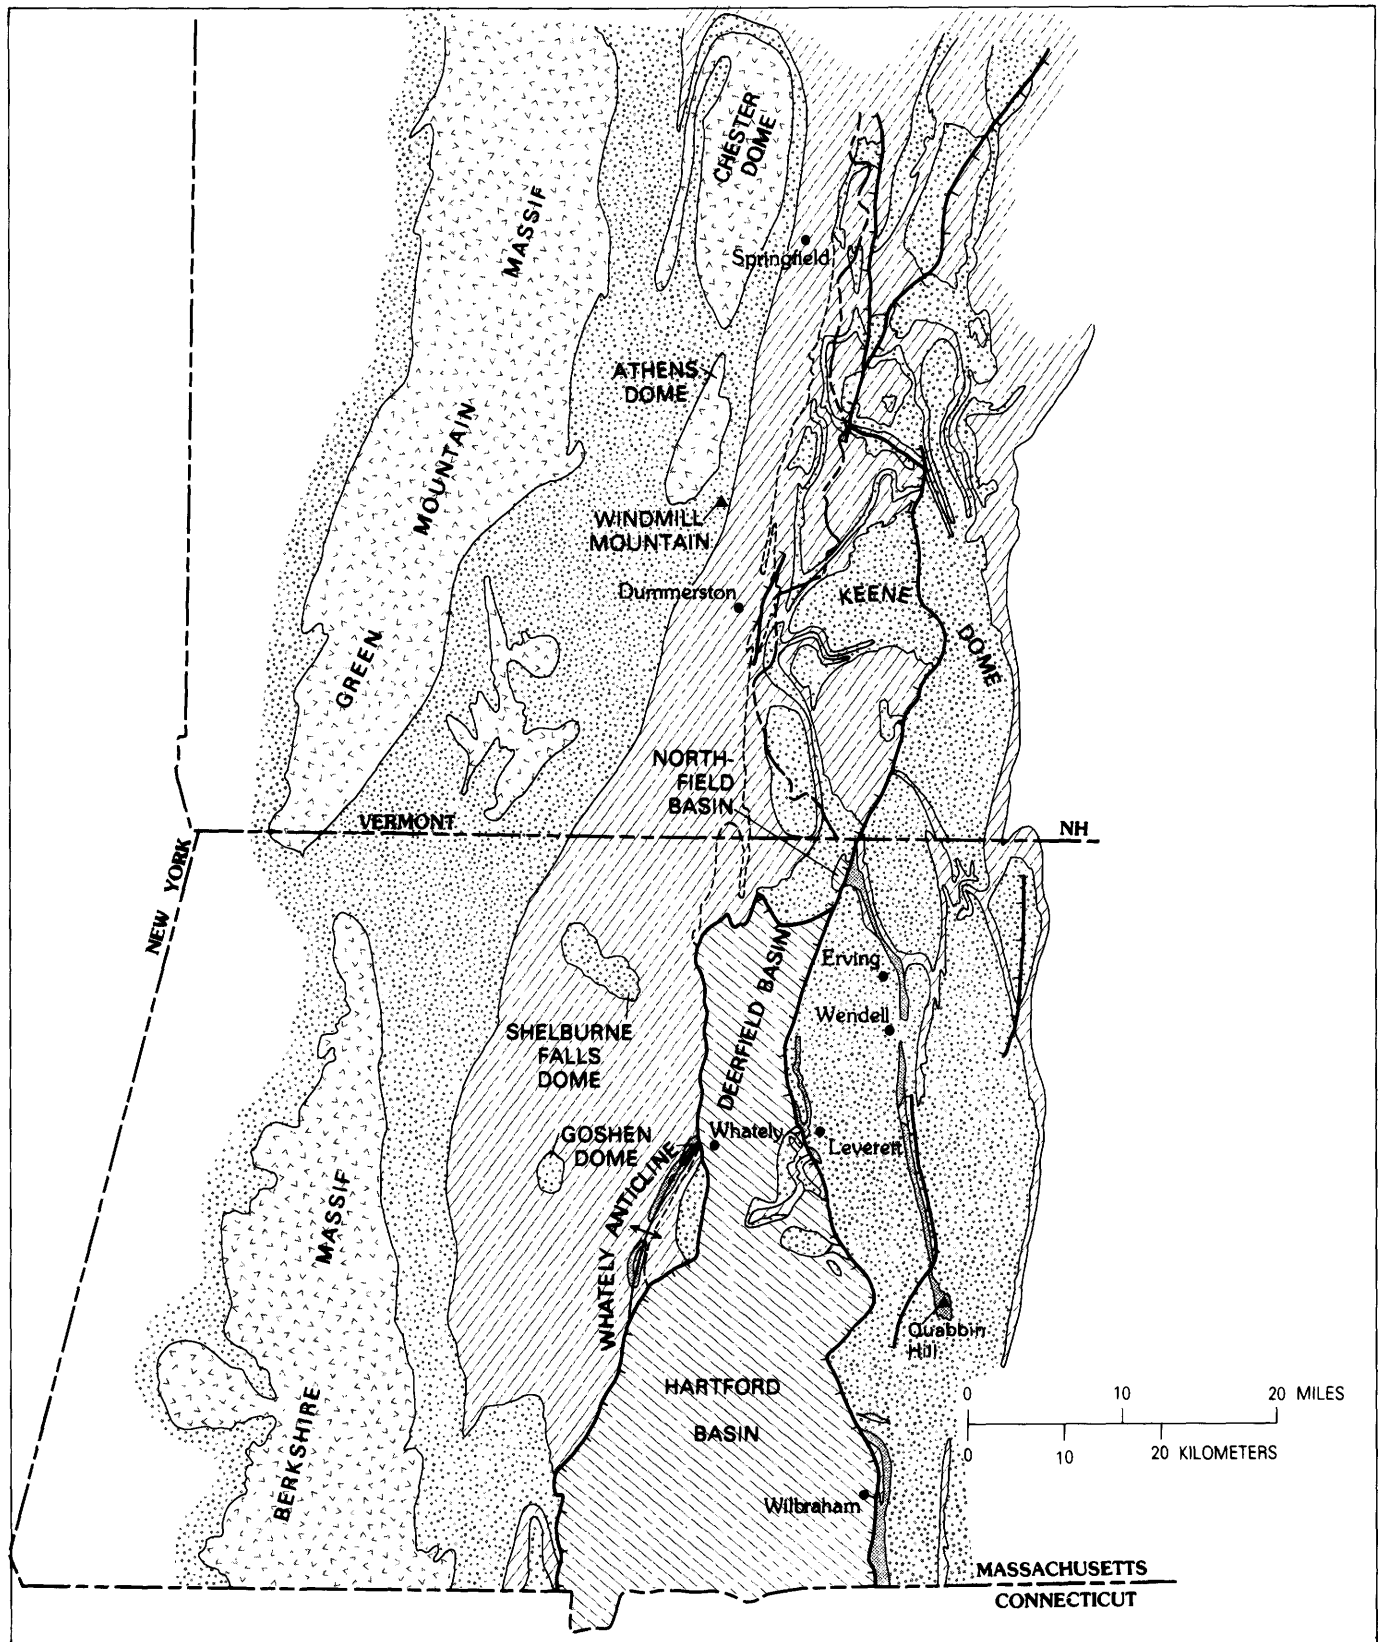 CHESTER
DOME
MASSIF
Springfield
ATHENS
DOME
MOUNTAIN
WINDMILL
MOUNTAIN
Dummerston
KEENE
DOME
GREEN
NORTH-
FIELD
BASIN
VERMONT
NH
NEW YORK
DEERFIELD BASIN
Erving
Wendell
SHELBURNE
FALLS
DOME
GOSHEN
DOME
Whately
Leverett
WHATELY ANTICLINE
MASSIF
Quabbin
Hill
HARTFORD
BASIN
0 10 20 MILES
0 10 20 KILOMETERS
BERKSHIRE
Wilbraham
MASSACHUSETTS
CONNECTICUT